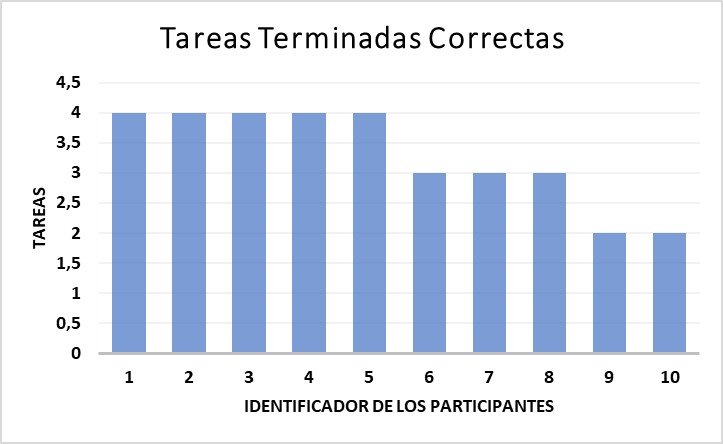 Tareas Terminadas Correctas
4,5
4
3,5
3
2,5
2
1,5
1
0,5
0
TAREAS
1 2 3 4 5 6 7 8 9 10
IDENTIFICADOR DE LOS PARTICIPANTES